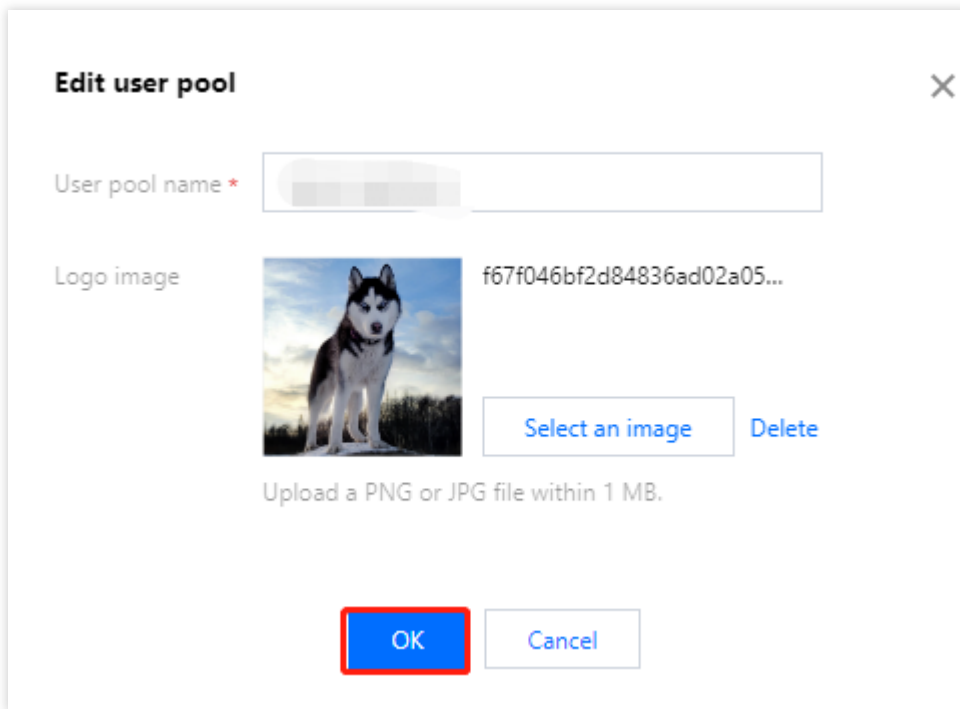 Edit user pool
User pool name *
Logo image
f67f046bf2d84836ad02a05...
Select an image
Delete
Upload a PNG or JPG file within 1 MB.
OK
Cancel